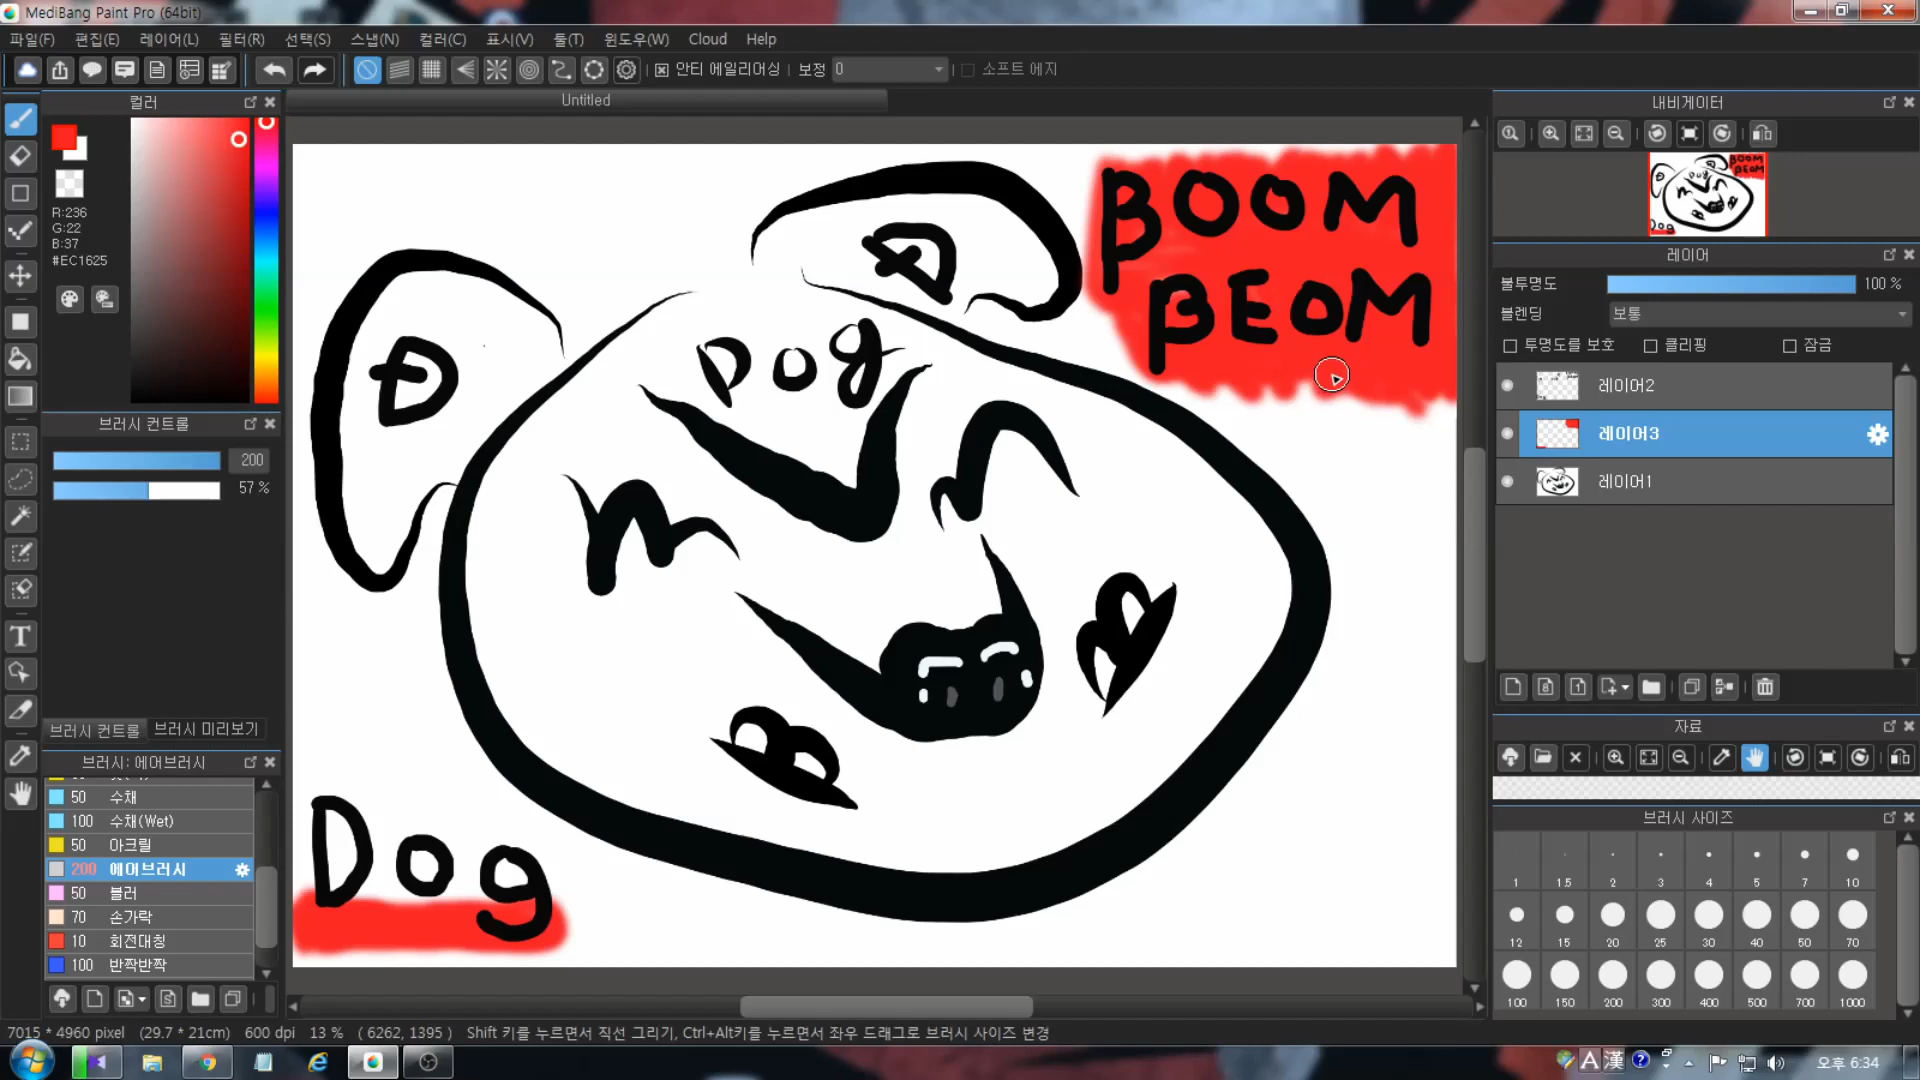 MediBang Paint Pro (64bit)
파일(F) 편집(E) 레이어(L) 필터(R) 선택(S) 스냅(N) 컬러(C) 표시(V) 툴(T) 윈도우(W) Cloud Help
안티 에일리어싱 보정 0 소프트 에지
컬러
Untitled
R:236
G:22
B:37
#EC1625
브러시 컨트롤
200
57 %
브러시 컨트롤 브러시 미리보기
브러시: 에어브러시
50 수채
100 수채(Wet)
50 아크릴
200 에어브러시
50 블러
70 손가락
10 회전대칭
100 반짝반짝
BOOM
BEOM
Dog
Dog
내비게이터
레이어
불투명도 100 %
블렌딩 보통
투명도를 보호 클리핑 잠금
레이어2
레이어3
레이어1
자료
브러시 사이즈
1 1.5 2 3 4 5 7 10
12 15 20 25 30 40 50 70
100 150 200 300 400 500 700 1000
7015 * 4960 pixel (29.7 * 21cm) 600 dpi 13 % ( 6262, 1395 ) Shift 키를 누르면서 직선 그리기, Ctrl+Alt키를 누르면서 좌우 드래그로 브러시 사이즈 변경
A 漢 오후 6:34